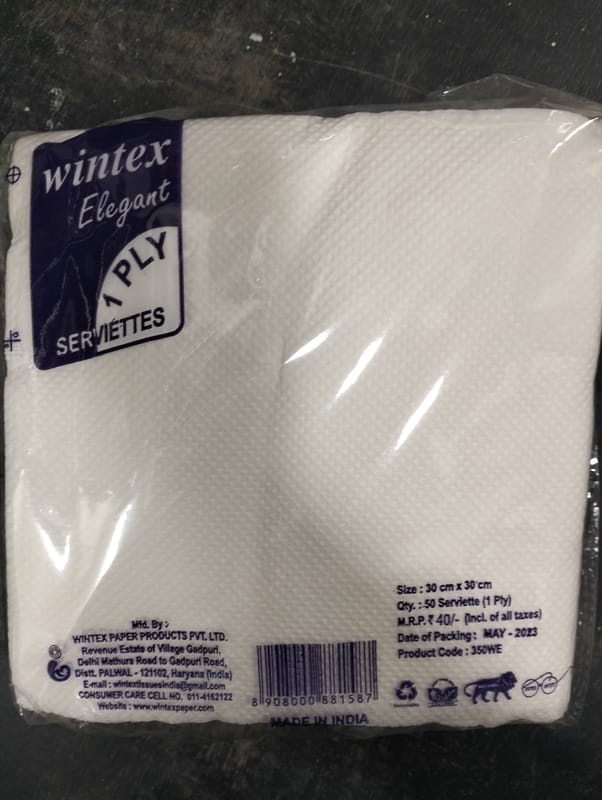 wintex
Elegant
1 PLY
SERVIETTES
Size : 30 cm x 30 cm
Qty. : 50 Serviette (1 Ply)
M.R.P. ₹ 40/- (Incl. of all taxes)
Date of Packing : MAY - 2023
Product Code : 350WE
Mfd. By :
WINTEX PAPER PRODUCTS PVT. LTD.
Revenue Estate of Village Gadpuri,
Delhi Mathura Road to Gadpuri Road,
Distt. PALWAL - 121102, Haryana (India)
E-mail : wintextissuesindia@gmail.com
CONSUMER CARE CELL NO. 011-4162122
Website : www.wintexpaper.com
8 908000 881587
MADE IN INDIA